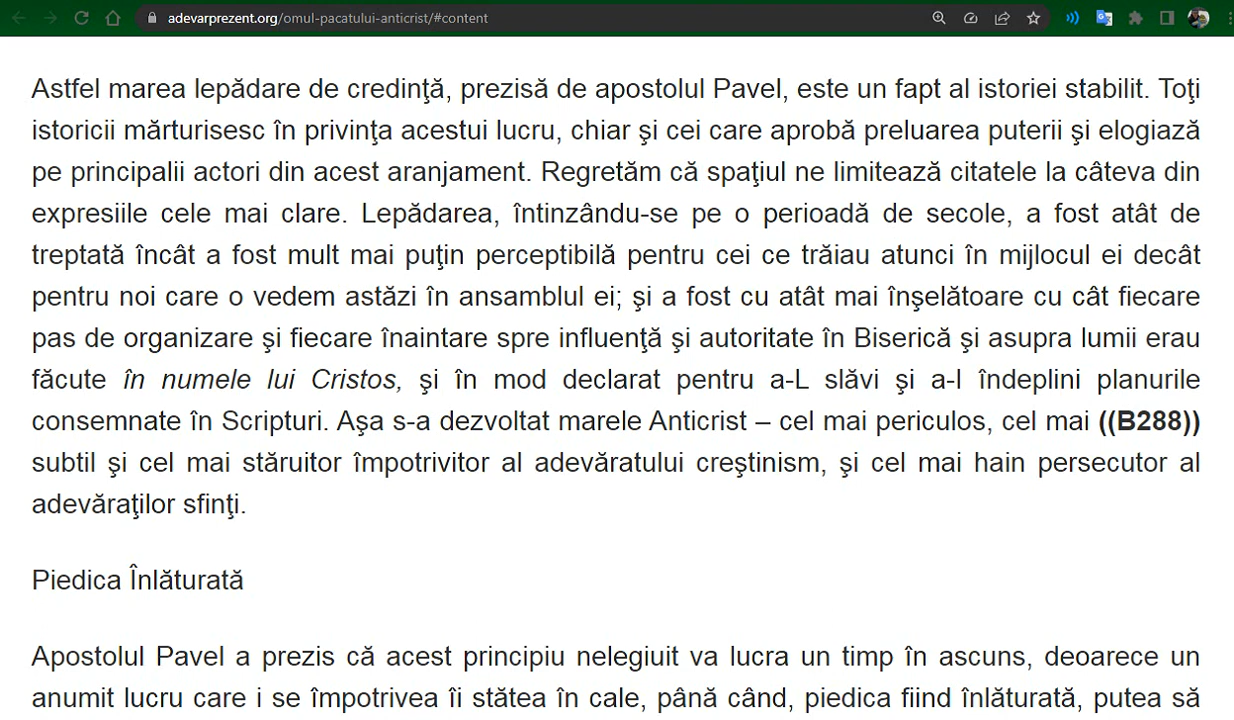 adevarprezent.org/omul-pacatului-anticrist/#content
Astfel marea lepădare de credinţă, prezisă de apostolul Pavel, este un fapt al istoriei stabilit. Toţi
istoricii mărturisesc în privinţa acestui lucru, chiar şi cei care aprobă preluarea puterii şi elogiază
pe principalii actori din acest aranjament. Regretăm că spaţiul ne limitează citatele la câteva din
expresiile cele mai clare. Lepădarea, întinzându-se pe o perioadă de secole, a fost atât de
treptată încât a fost mult mai puţin perceptibilă pentru cei ce trăiau atunci în mijlocul ei decât
pentru noi care o vedem astăzi în ansamblul ei; şi a fost cu atât mai înşelătoare cu cât fiecare
pas de organizare şi fiecare înaintare spre influenţă şi autoritate în Biserică şi asupra lumii erau
făcute în numele lui Cristos, şi în mod declarat pentru a-L slăvi şi a-I îndeplini planurile
consemnate în Scripturi. Aşa s-a dezvoltat marele Anticrist – cel mai periculos, cel mai ((B288))
subtil şi cel mai stăruitor împotrivitor al adevăratului creştinism, şi cel mai hain persecutor al
adevăraţilor sfinţi.
Piedica Înlăturată
Apostolul Pavel a prezis că acest principiu nelegiuit va lucra un timp în ascuns, deoarece un
anumit lucru care i se împotrivea îi stătea în cale, până când, piedica fiind înlăturată, putea să